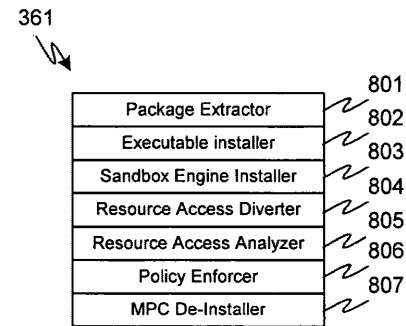 361
801
Package Extractor
802
Executable installer
803
Sandbox Engine Installer
804
Resource Access Diverter
805
Resource Access Analyzer
806
Policy Enforcer
807
MPC De-Installer